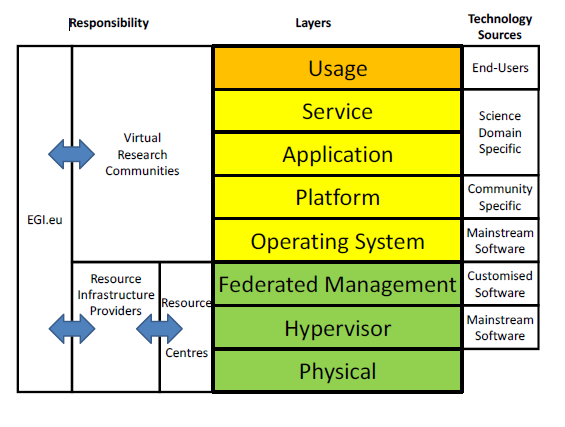 Responsibility
Layers
Technology
Sources
Usage
End-Users
Service
Science
Domain
Specific
Virtual
Research
Communities
Application
Platform
Community
Specific
EGI.eu
Operating System
Mainstream
Software
Resource
Infrastructure
Providers
Resource
Centres
Federated Management
Customised
Software
Hypervisor
Mainstream
Software
Physical